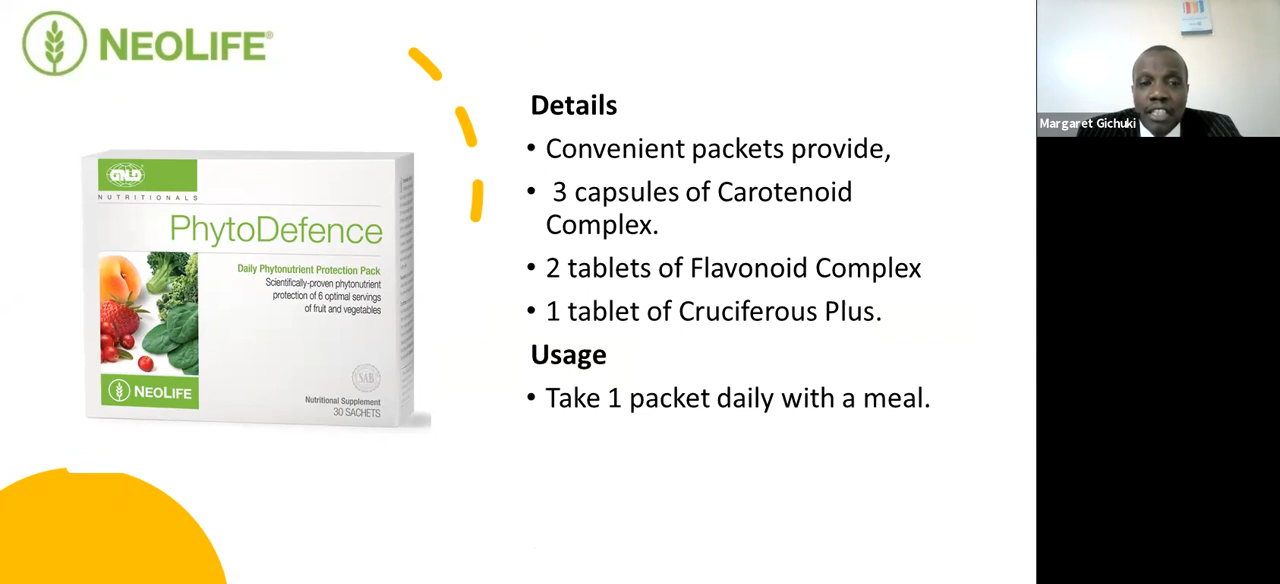 NEOLIFE®
GNLD
NUTRITIONALS
PhytoDefence
Daily Phytonutrient Protection Pack
Scientifically-proven phytonutrient
protection of 6 optimal servings
of fruit and vegetables
SAB
NEOLIFE
Nutritional Supplement
30 SACHETS
Details
• Convenient packets provide,
• 3 capsules of Carotenoid
Complex.
• 2 tablets of Flavonoid Complex
• 1 tablet of Cruciferous Plus.
Usage
• Take 1 packet daily with a meal.
Margaret Gichuki